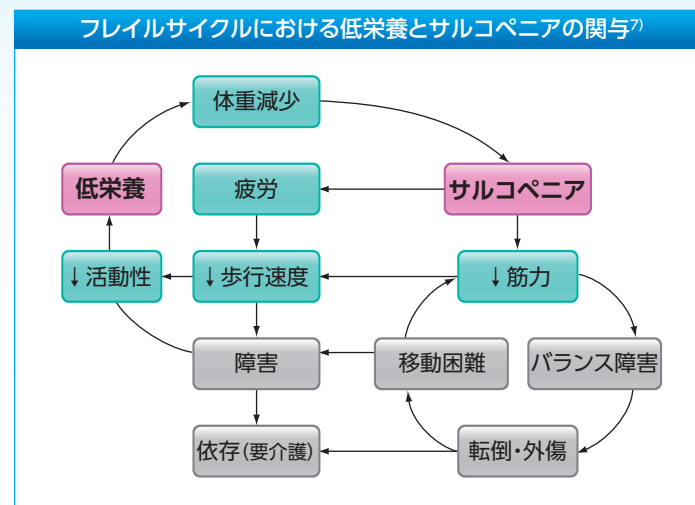 フレイルサイクルにおける低栄養とサルコペニアの関与7)
体重減少
低栄養
疲労
サルコペニア
↓活動性
↓歩行速度
↓筋力
障害
移動困難
バランス障害
依存(要介護)
転倒・外傷